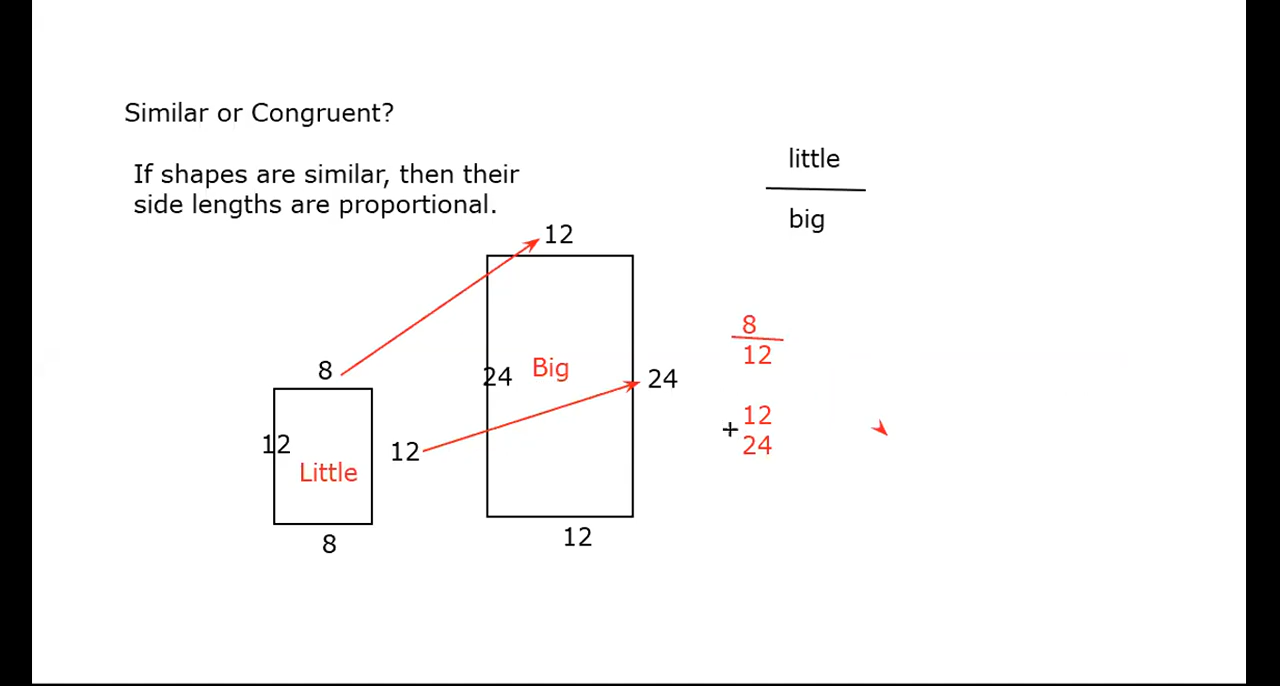 Similar or Congruent?
If shapes are similar, then their
side lengths are proportional.
little
big
12
24
Big
24
12
8
12
Little
12
8
8
12
+ 12
24